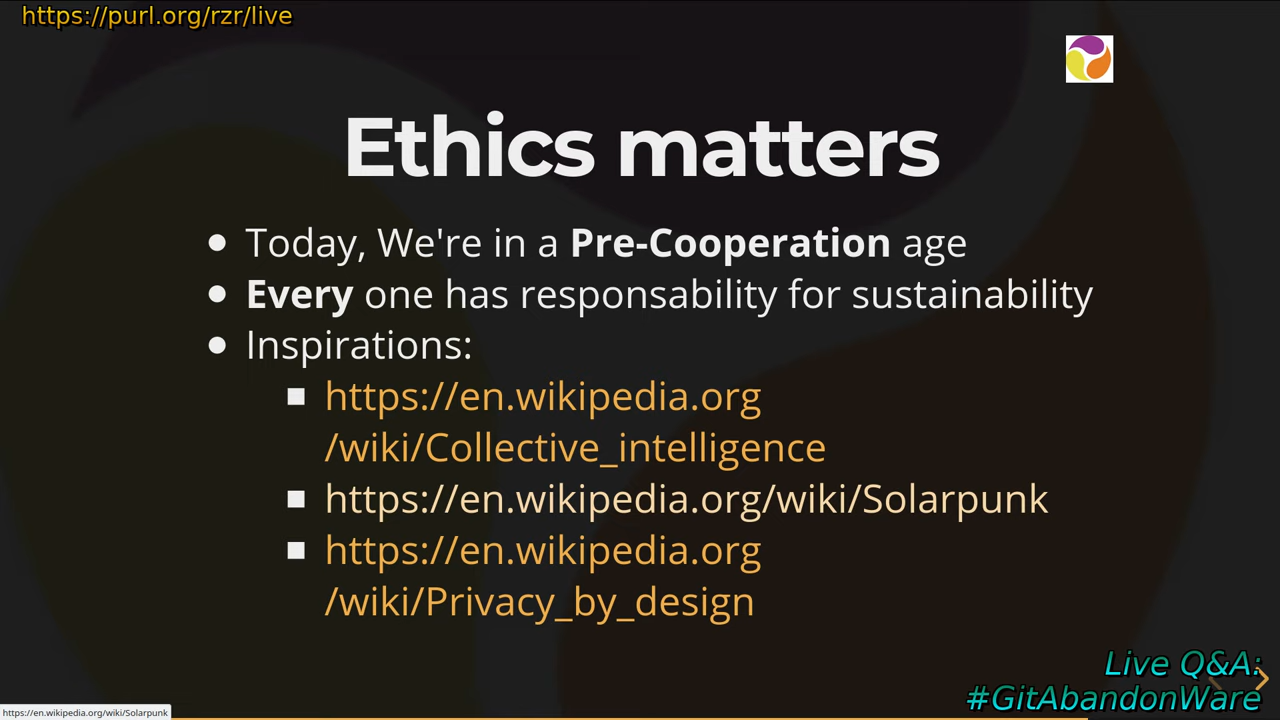 https://purl.org/rzr/live
Ethics matters
Today, We're in a Pre-Cooperation age
Every one has responsability for sustainability
Inspirations:
https://en.wikipedia.org
/wiki/Collective_intelligence
https://en.wikipedia.org/wiki/Solarpunk
https://en.wikipedia.org
/wiki/Privacy_by_design
Live Q&A:
#GitAbandonWare
https://en.wikipedia.org/wiki/Solarpunk